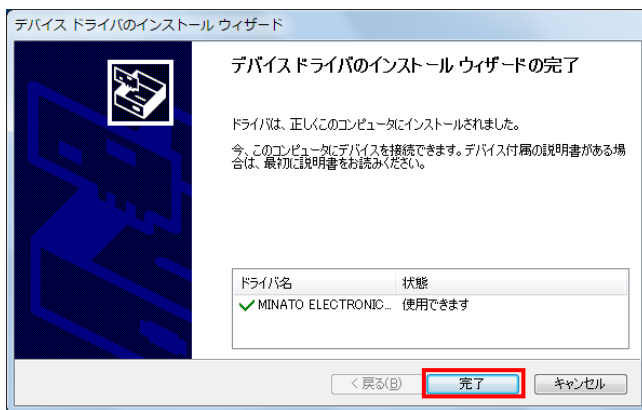 デバイス ドライバのインストール ウィザード
デバイス ドライバのインストール ウィザードの完了
ドライバは、正しくこのコンピュータにインストールされました。
今、このコンピュータにデバイスを接続できます。デバイス付属の説明書がある場
合は、最初に説明書をお読みください。
ドライバ名 状態
MINATO ELECTRONIC... 使用できます
< 戻る(B) 完了 キャンセル